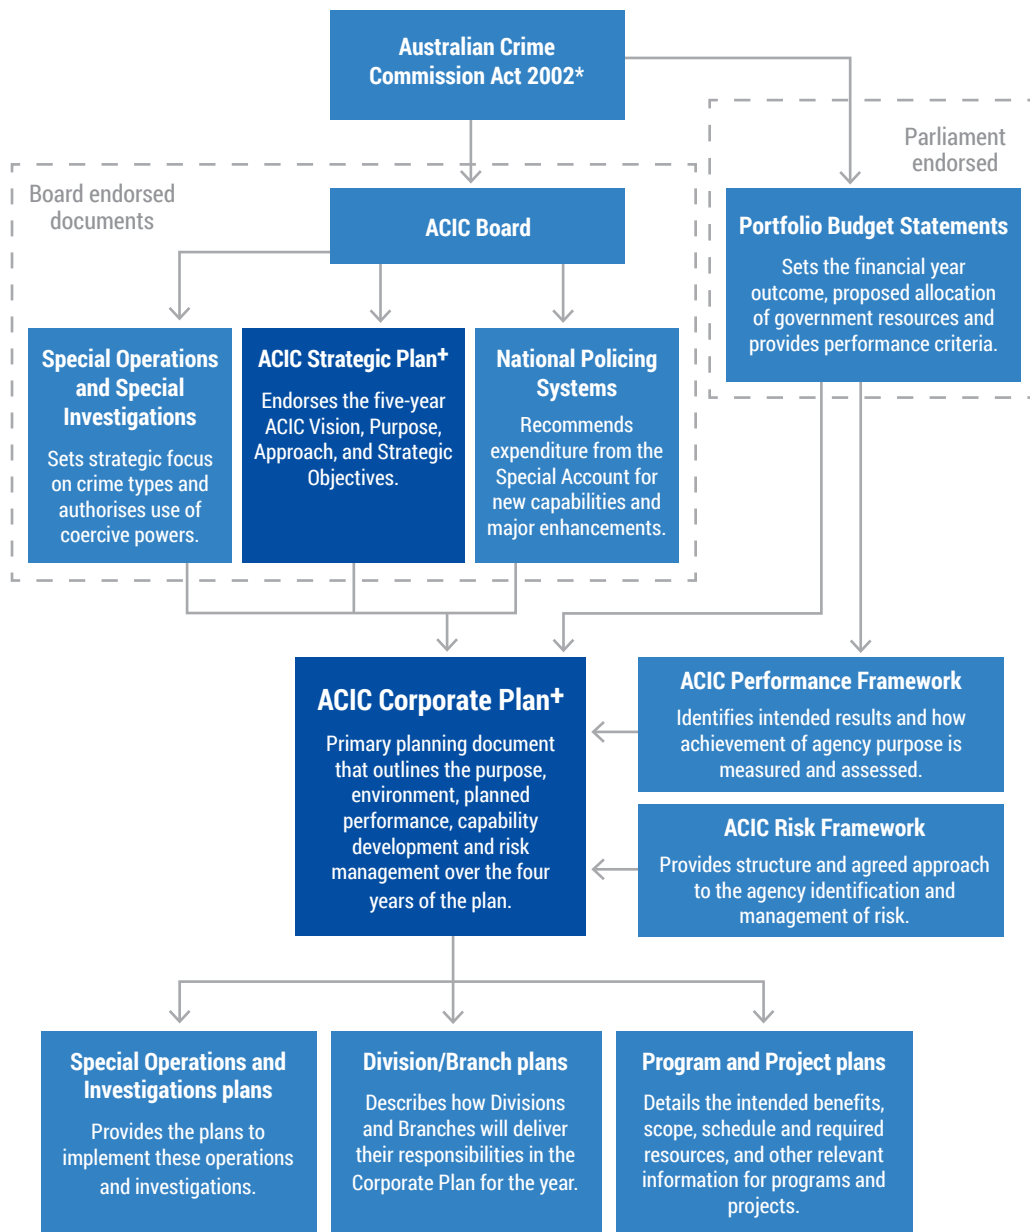 Australian Crime
Commission Act 2002*
Parliament
endorsed
Board endorsed
documents
ACIC Board
Portfolio Budget Statements
Sets the financial year
outcome, proposed allocation
of government resources and
provides performance criteria.
Special Operations
and Special
Investigations
Sets strategic focus
on crime types and
authorises use of
coercive powers.
ACIC Strategic Plan+
Endorses the five-year
ACIC Vision, Purpose,
Approach, and Strategic
Objectives.
National Policing
Systems
Recommends
expenditure from the
Special Account for
new capabilities and
major enhancements.
ACIC Corporate Plan+
Primary planning document
that outlines the purpose,
environment, planned
performance, capability
development and risk
management over the four
years of the plan.
ACIC Performance Framework
Identifies intended results and how
achievement of agency purpose is
measured and assessed.
ACIC Risk Framework
Provides structure and agreed approach
to the agency identification and
management of risk.
Special Operations and
Investigations plans
Provides the plans to
implement these operations
and investigations.
Division/Branch plans
Describes how Divisions
and Branches will deliver
their responsibilities in the
Corporate Plan for the year.
Program and Project plans
Details the intended benefits,
scope, schedule and required
resources, and other relevant
information for programs and
projects.